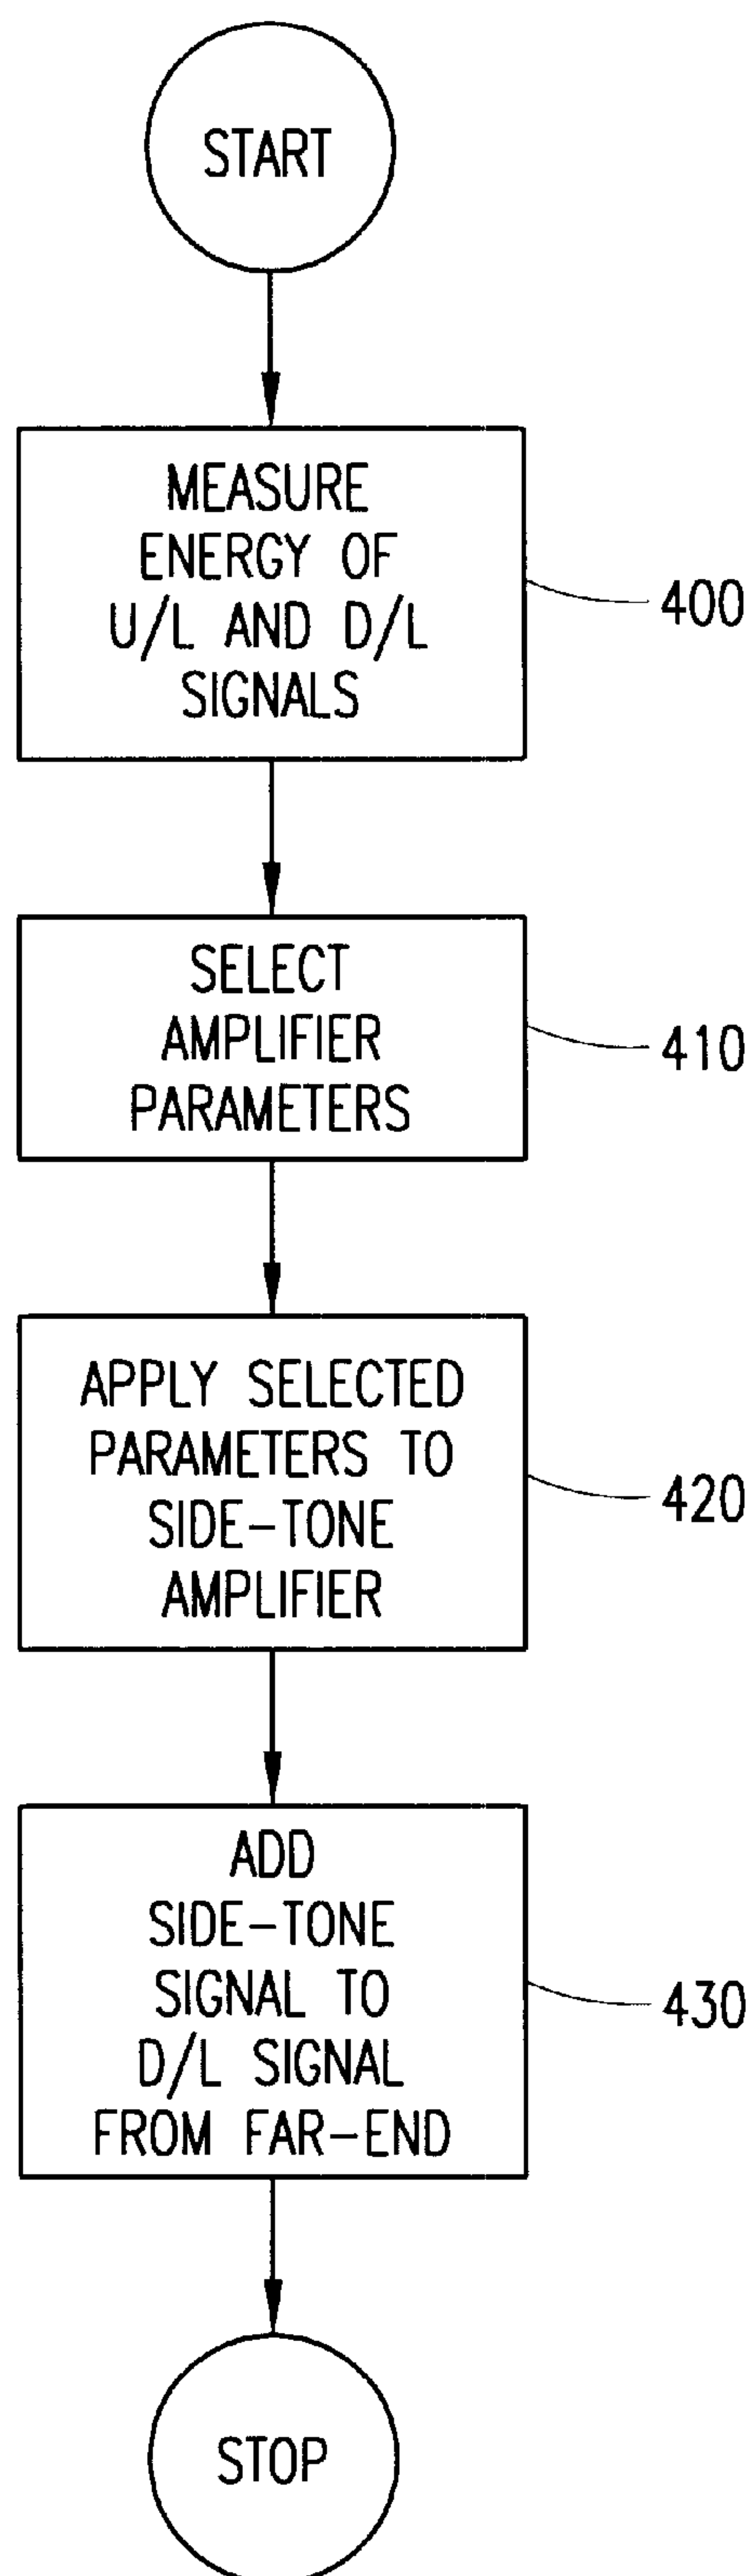 START
MEASURE
ENERGY OF
U/L AND D/L
SIGNALS
400
SELECT
AMPLIFIER
PARAMETERS
410
APPLY SELECTED
PARAMETERS TO
SIDE-TONE
AMPLIFIER
420
ADD
SIDE-TONE
SIGNAL TO
D/L SIGNAL
FROM FAR-END
430
STOP